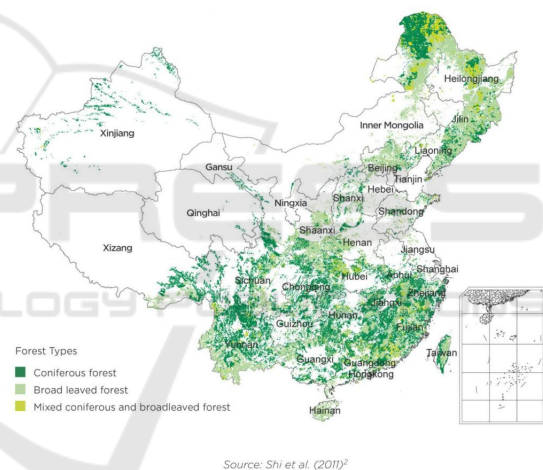 Heilongjiang
Jilin
Inner Mongolia
Liaoning
Xinjiang
Beijing
Tianjin
Gansu
Hebei
Shanxi
Ningxia
Shandong
Qinghai
Shaanxi
Henan
Jiangsu
Xizang
Shanghai
Hubei
Anhui
Sichuan
Chongqing
Zhejiang
Jiangxi
Hunan
Guizhou
Fujian
Yunnan
Taiwan
Guangxi
Guangdong
Hongkong
Hainan
Forest Types
Coniferous forest
Broad leaved forest
Mixed coniferous and broadleaved forest
Source: Shi et al. (2011)²